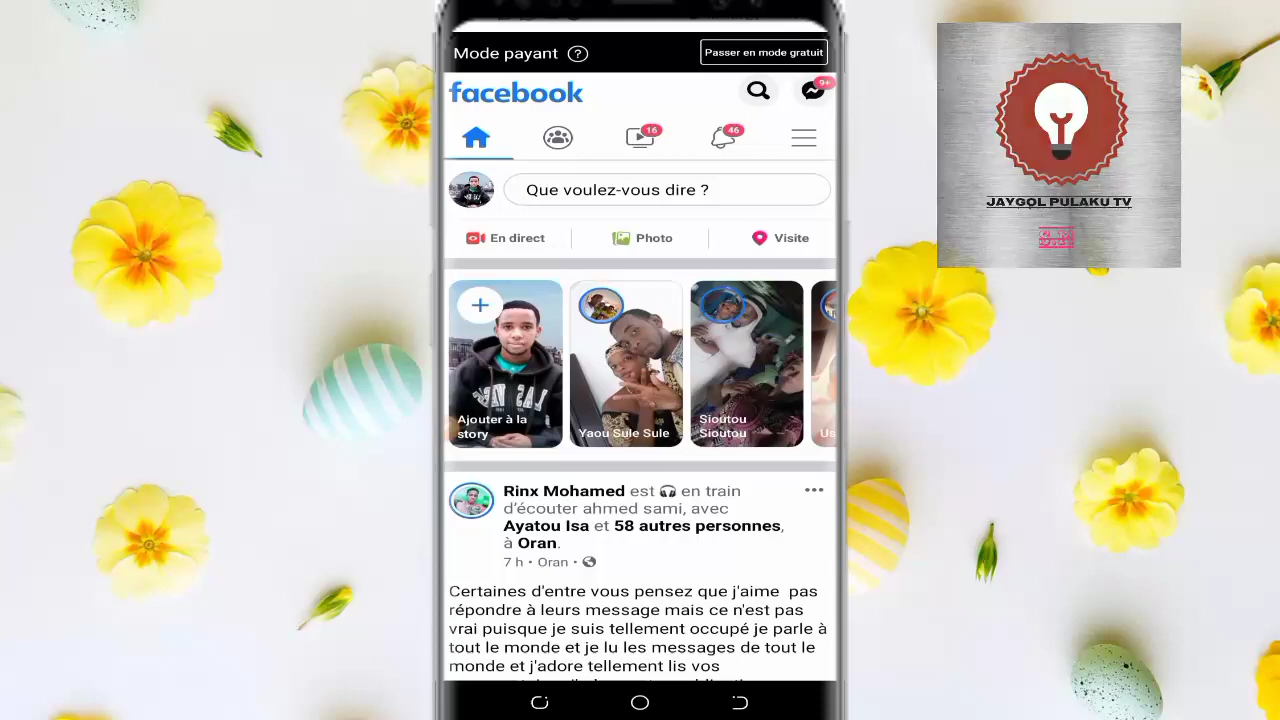 Mode payant ?
Passer en mode gratuit
facebook
9+
16
46
Que voulez-vous dire ?
En direct
Photo
Visite
Ajouter à la
story
Yaou Sule Sule
Sioutou
Sioutou
Us
Rinx Mohamed est 🎧 en train
d'écouter ahmed sami, avec
Ayatou Isa et 58 autres personnes,
à Oran.
7 h • Oran •
Certaines d'entre vous pensez que j'aime pas
répondre à leurs message mais ce n'est pas
vrai puisque je suis tellement occupé je parle à
tout le monde et je lu les messages de tout le
monde et j'adore tellement lis vos
JAYGOL PULAKU TV